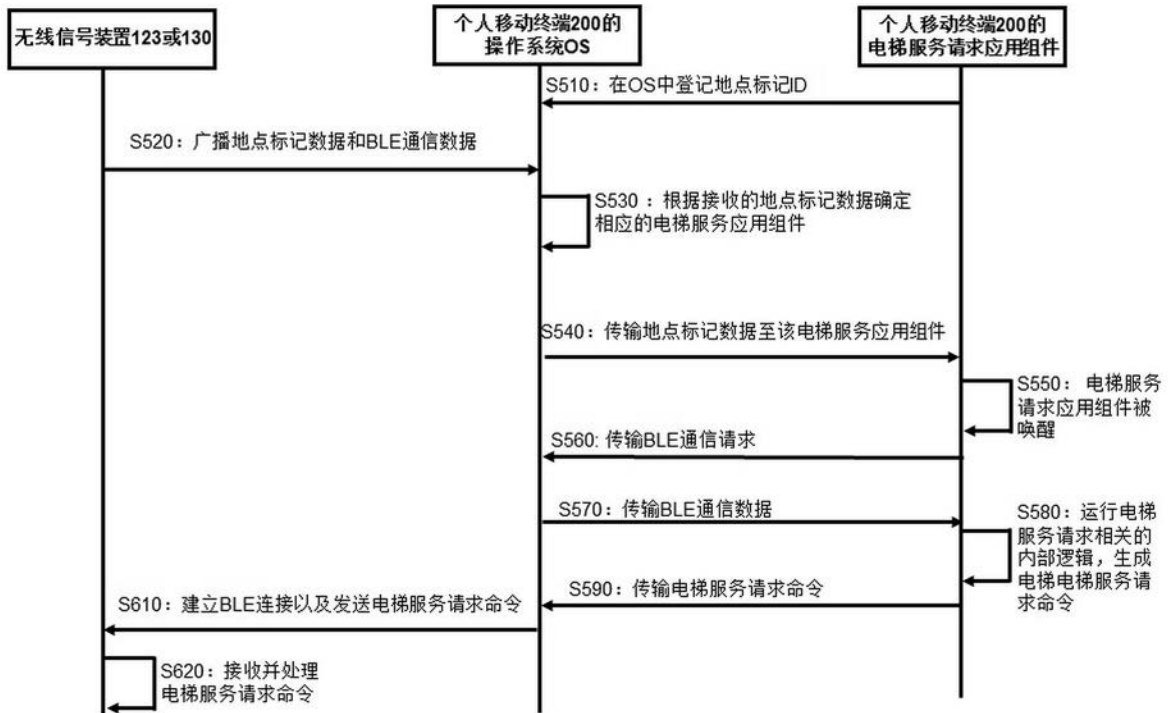 无线信号装置123或130
个人移动终端200的
操作系统OS
个人移动终端200的
电梯服务请求应用组件
S510：在OS中登记地点标记ID
S520：广播地点标记数据和BLE通信数据
S530 ：根据接收的地点标记数据确定
相应的电梯服务应用组件
S540：传输地点标记数据至该电梯服务应用组件
S550： 电梯服务
请求应用组件被
唤醒
S560: 传输BLE通信请求
S570：传输BLE通信数据
S580：运行电梯
服务请求相关的
内部逻辑，生成
电梯电梯服务请
求命令
S590：传输电梯服务请求命令
S610：建立BLE连接以及发送电梯服务请求命令
S620：接收并处理
电梯服务请求命令